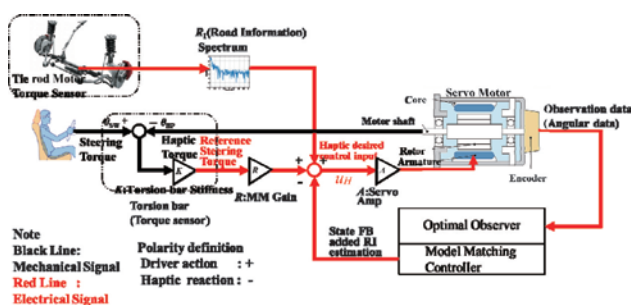 R_I(Road Information)
Spectrum
Tie rod Motor
Torque Sensor
Core
Servo Motor
Observation data
(Angular data)
Motor shaft
Steering
Torque
Haptic
Torque
Reference
Steering
Torque
Haptic desired
control input
u_H
Rotor
Armature
Encoder
K
R
A
+
-
+
K:Torsion-bar Stiffness
Torsion bar
(Torque sensor)
R:MM Gain
A:Servo
Amp
State FB
added RI
estimation
Optimal Observer
Model Matching
Controller
Note
Black Line:
Mechanical Signal
Red Line :
Electrical Signal
Polarity definition
Driver action : +
Haptic reaction : -